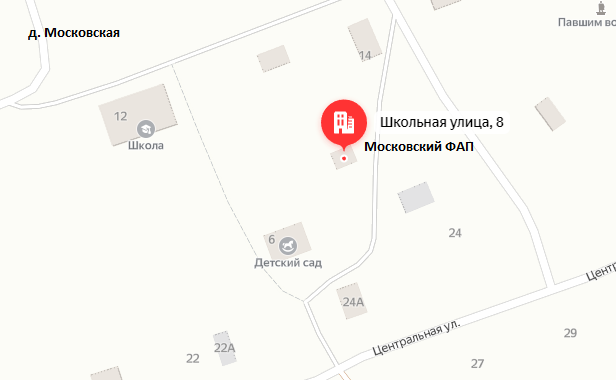 Павшим во
д. Московская
14
12
Школа
Школьная улица, 8
Московский ФАП
6
Детский сад
24
Центр
24А
Центральная ул.
22А
22
29
27